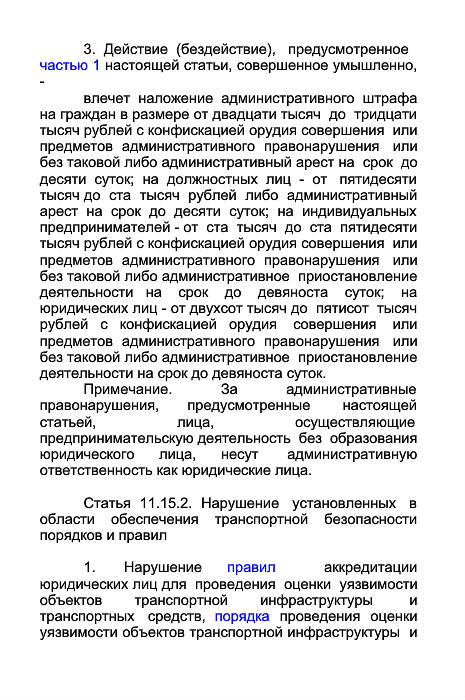 3. Действие (бездействие), предусмотренное
частью 1 настоящей статьи, совершенное умышленно,
-
влечет наложение административного штрафа
на граждан в размере от двадцати тысяч до тридцати
тысяч рублей с конфискацией орудия совершения или
предметов административного правонарушения или
без таковой либо административный арест на срок до
десяти суток; на должностных лиц - от пятидесяти
тысяч до ста тысяч рублей либо административный
арест на срок до десяти суток; на индивидуальных
предпринимателей - от ста тысяч до ста пятидесяти
тысяч рублей с конфискацией орудия совершения или
предметов административного правонарушения или
без таковой либо административное приостановление
деятельности на срок до девяноста суток; на
юридических лиц - от двухсот тысяч до пятисот тысяч
рублей с конфискацией орудия совершения или
предметов административного правонарушения или
без таковой либо административное приостановление
деятельности на срок до девяноста суток.
Примечание. За административные
правонарушения, предусмотренные настоящей
статьей, лица, осуществляющие
предпринимательскую деятельность без образования
юридического лица, несут административную
ответственность как юридические лица.
Статья 11.15.2. Нарушение установленных в
области обеспечения транспортной безопасности
порядков и правил
1. Нарушение правил аккредитации
юридических лиц для проведения оценки уязвимости
объектов транспортной инфраструктуры и
транспортных средств, порядка проведения оценки
уязвимости объектов транспортной инфраструктуры и